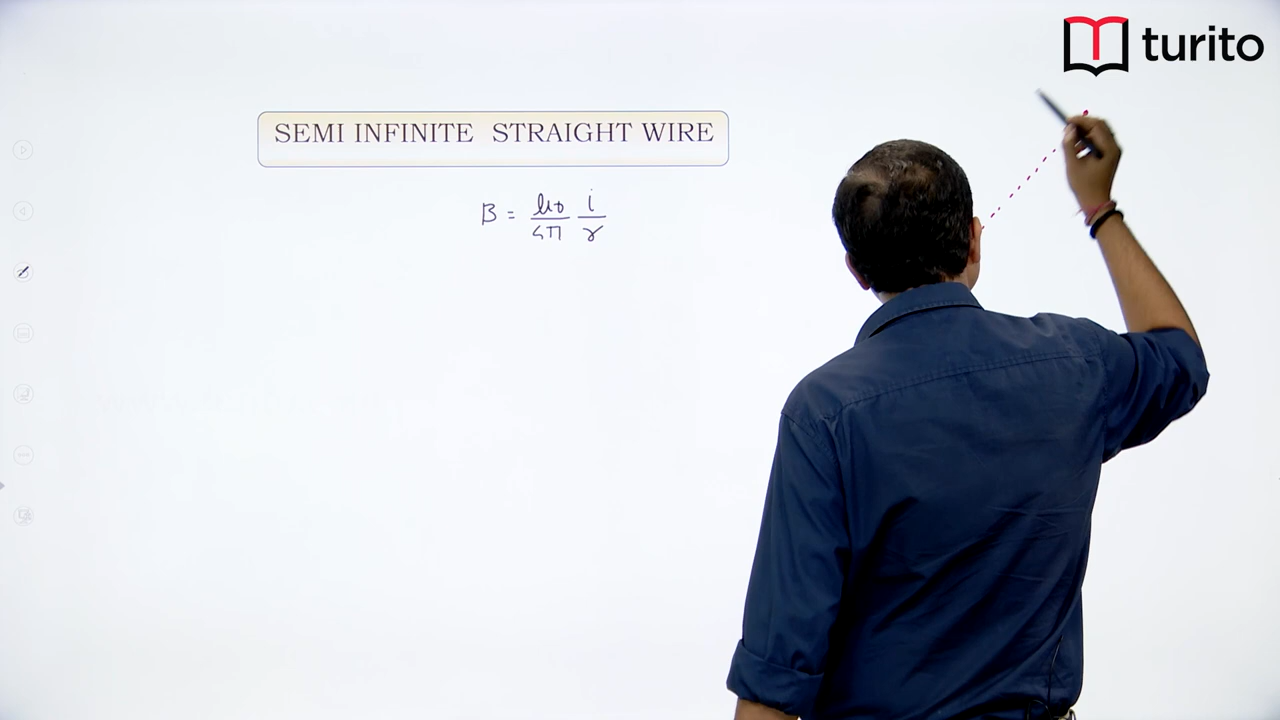 turito
SEMI INFINITE STRAIGHT WIRE
B = μ0/4π i/r